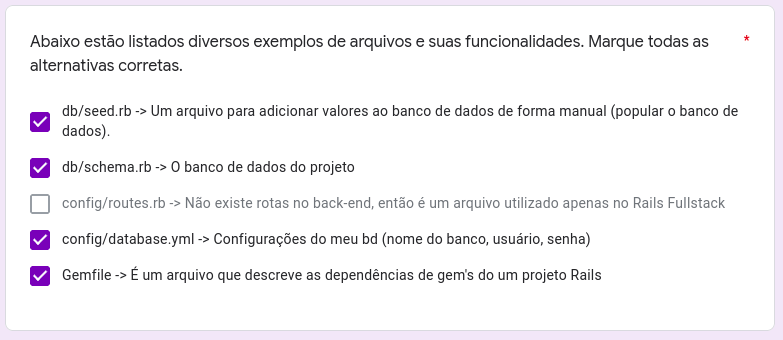 Abaixo estão listados diversos exemplos de arquivos e suas funcionalidades. Marque todas as *
alternativas corretas.
db/seed.rb -> Um arquivo para adicionar valores ao banco de dados de forma manual (popular o banco de
dados).
db/schema.rb -> O banco de dados do projeto
config/routes.rb -> Não existe rotas no back-end, então é um arquivo utilizado apenas no Rails Fullstack
config/database.yml -> Configurações do meu bd (nome do banco, usuário, senha)
Gemfile -> É um arquivo que descreve as dependências de gem's do um projeto Rails